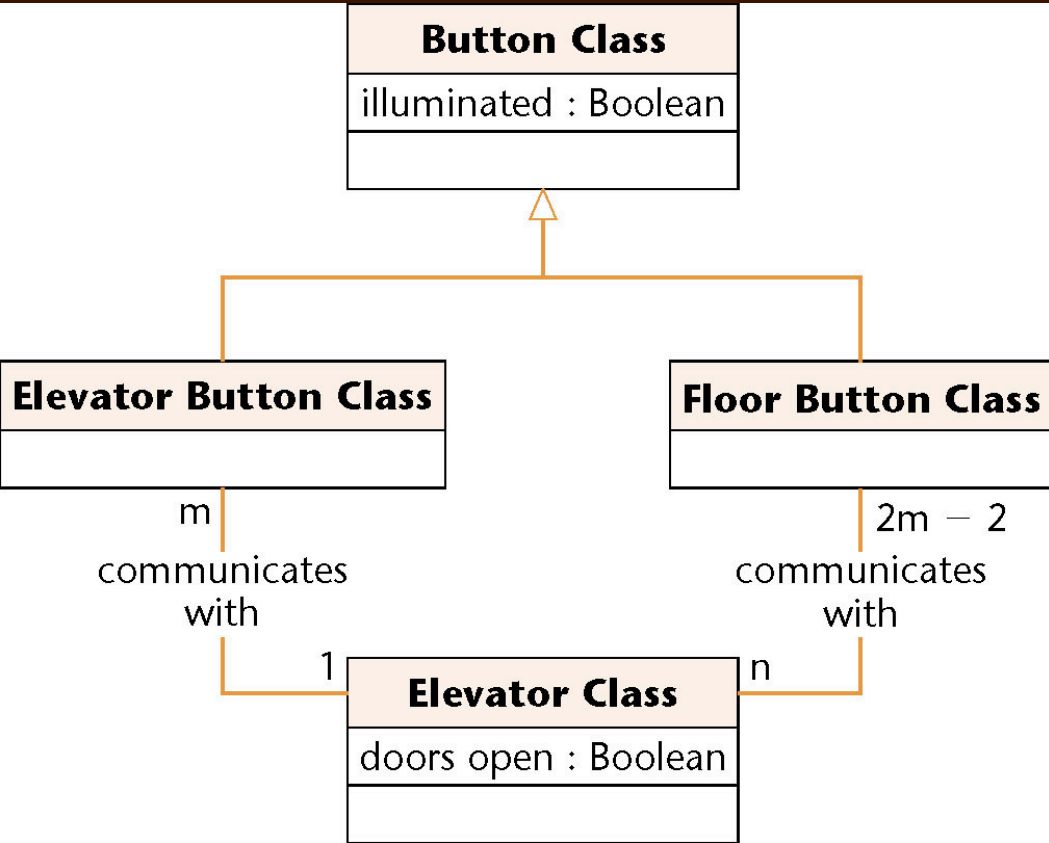 Button Class
illuminated : Boolean
Elevator Button Class
Floor Button Class
m
2m − 2
communicates
with
communicates
with
1
n
Elevator Class
doors open : Boolean